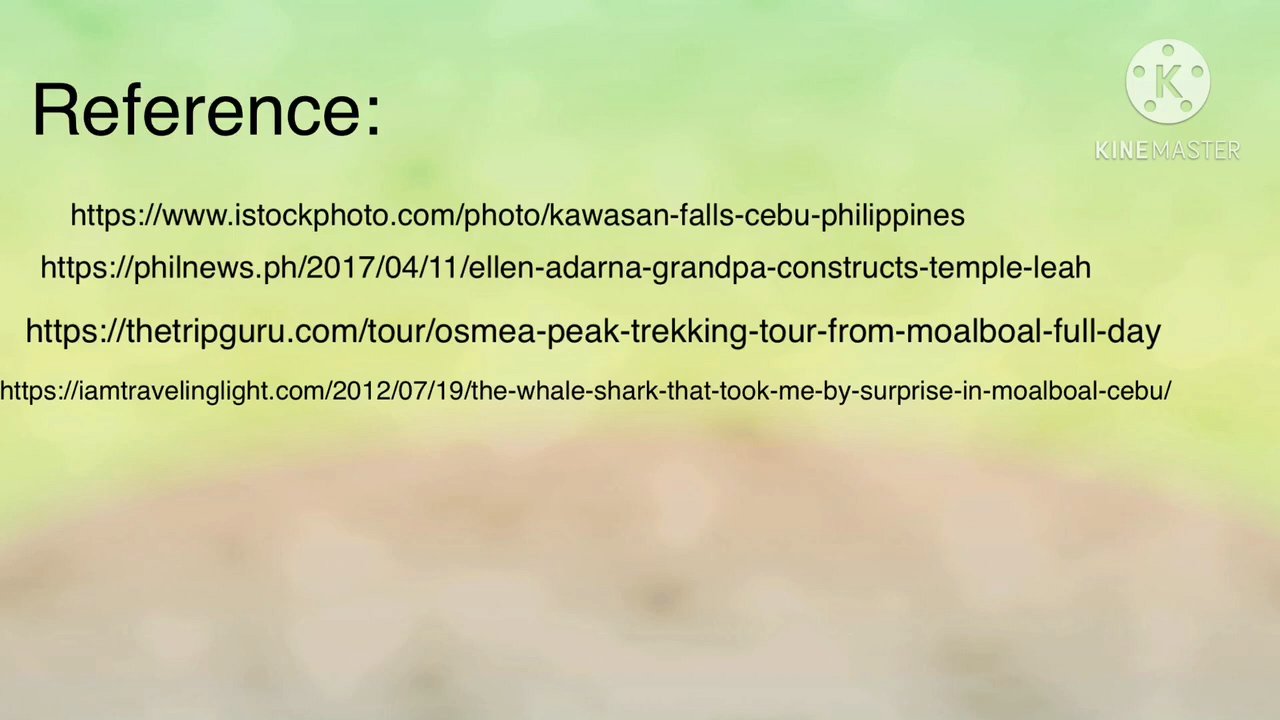 Reference:
K
KINEMASTER
https://www.istockphoto.com/photo/kawasan-falls-cebu-philippines
https://philnews.ph/2017/04/11/ellen-adarna-grandpa-constructs-temple-leah
https://thetripguru.com/tour/osmea-peak-trekking-tour-from-moalboal-full-day
https://iamtravelinglight.com/2012/07/19/the-whale-shark-that-took-me-by-surprise-in-moalboal-cebu/